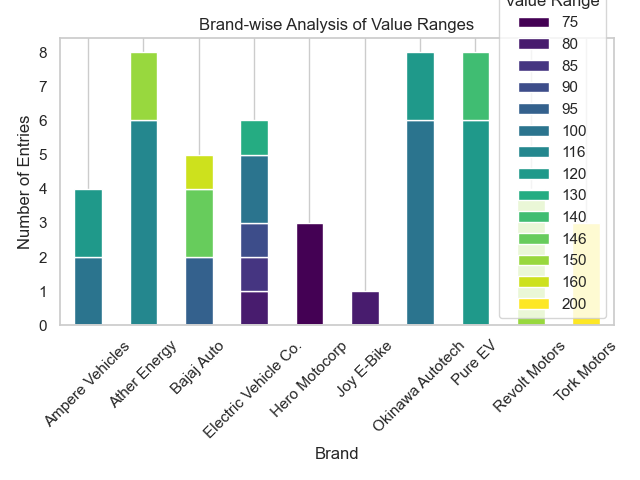 Brand-wise Analysis of Value Ranges
Value Range
75
80
85
90
95
100
116
120
130
140
146
150
160
200
Number of Entries
8
7
6
5
4
3
2
1
0
Ampere Vehicles
Ather Energy
Bajaj Auto
Electric Vehicle Co.
Hero Motocorp
Joy E-Bike
Okinawa Autotech
Pure EV
Revolt Motors
Tork Motors
Brand